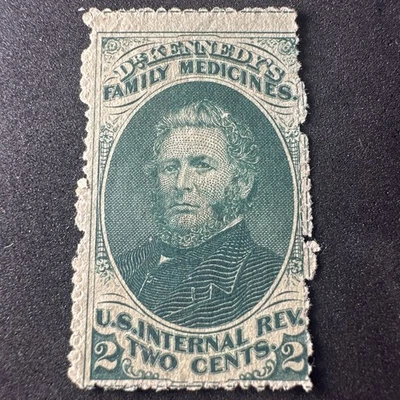 DR. KENNEDY'S
FAMILY MEDICINES.
U.S. INTERNAL REV.
2 TWO CENTS. 2